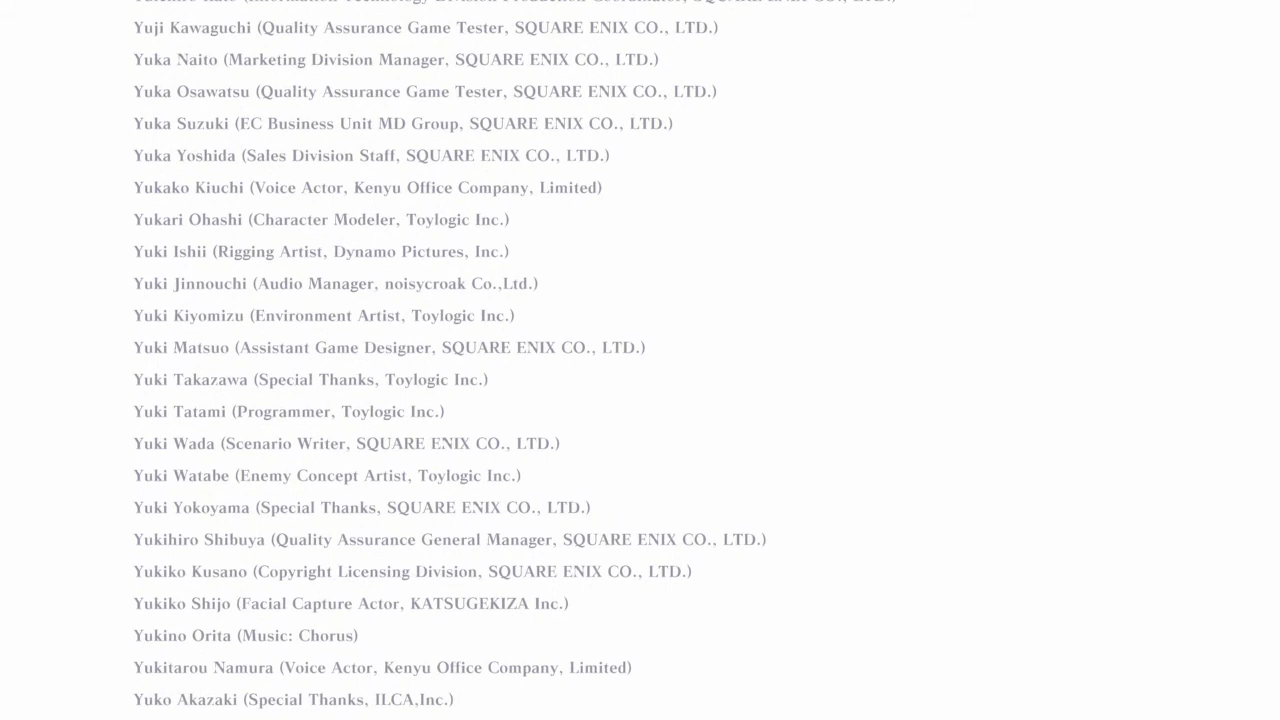 Yuji Kawaguchi (Quality Assurance Game Tester, SQUARE ENIX CO., LTD.)
Yuka Naito (Marketing Division Manager, SQUARE ENIX CO., LTD.)
Yuka Osawatsu (Quality Assurance Game Tester, SQUARE ENIX CO., LTD.)
Yuka Suzuki (EC Business Unit MD Group, SQUARE ENIX CO., LTD.)
Yuka Yoshida (Sales Division Staff, SQUARE ENIX CO., LTD.)
Yukako Kiuchi (Voice Actor, Kenyu Office Company, Limited)
Yukari Ohashi (Character Modeler, Toylogic Inc.)
Yuki Ishii (Rigging Artist, Dynamo Pictures, Inc.)
Yuki Jinnouchi (Audio Manager, noisycroak Co.,Ltd.)
Yuki Kiyomizu (Environment Artist, Toylogic Inc.)
Yuki Matsuo (Assistant Game Designer, SQUARE ENIX CO., LTD.)
Yuki Takazawa (Special Thanks, Toylogic Inc.)
Yuki Tatami (Programmer, Toylogic Inc.)
Yuki Wada (Scenario Writer, SQUARE ENIX CO., LTD.)
Yuki Watabe (Enemy Concept Artist, Toylogic Inc.)
Yuki Yokoyama (Special Thanks, SQUARE ENIX CO., LTD.)
Yukihiro Shibuya (Quality Assurance General Manager, SQUARE ENIX CO., LTD.)
Yukiko Kusano (Copyright Licensing Division, SQUARE ENIX CO., LTD.)
Yukiko Shijo (Facial Capture Actor, KATSUGEKIZA Inc.)
Yukino Orita (Music: Chorus)
Yukitarou Namura (Voice Actor, Kenyu Office Company, Limited)
Yuko Akazaki (Special Thanks, ILCA,Inc.)